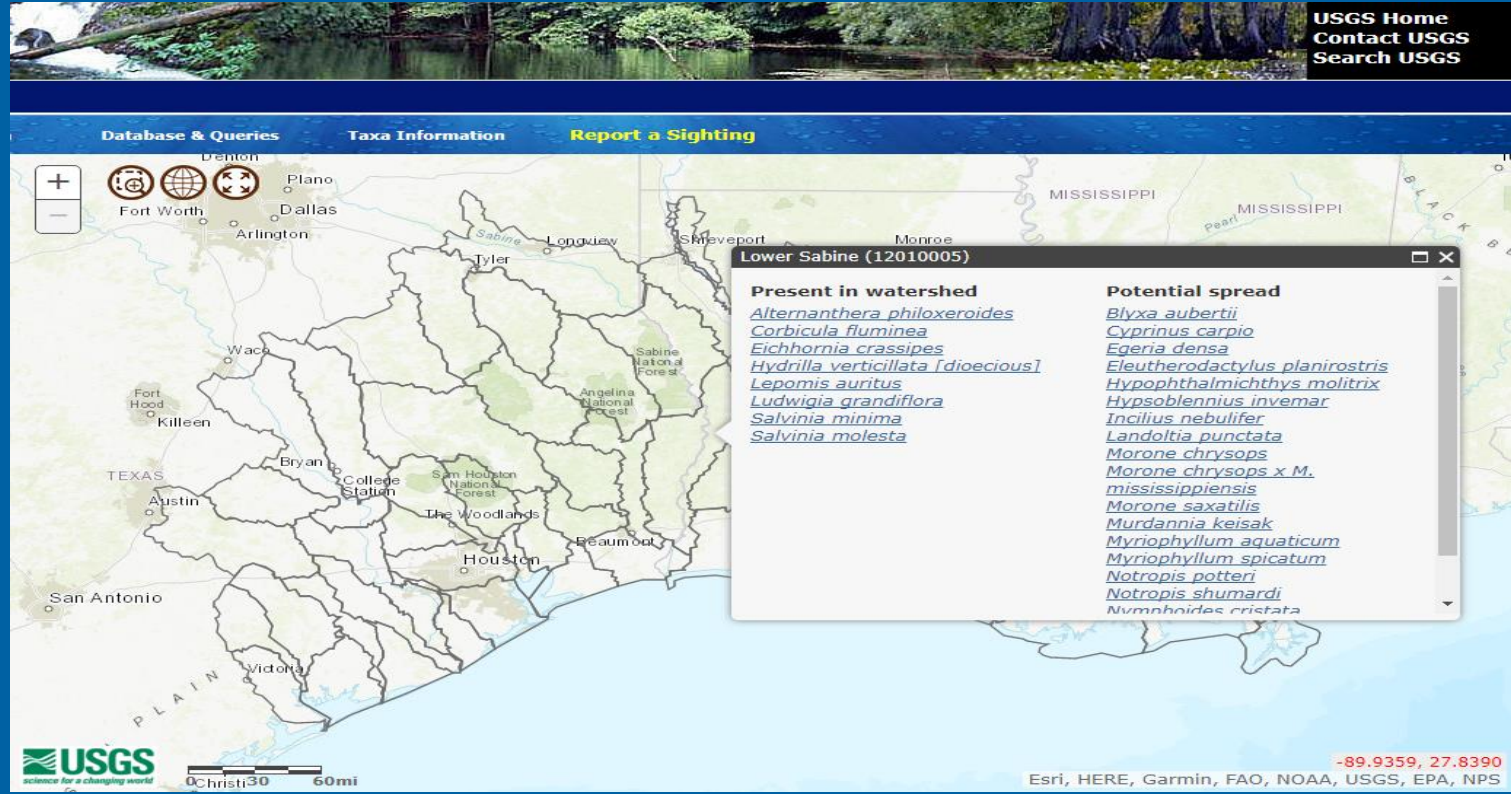 USGS Home
Contact USGS
Search USGS
Database & Queries
Taxa Information
Report a Sighting
Denton
Plano
Fort Worth
Dallas
Arlington
Sabine
Longview
Shreveport
Monroe
Tyler
MISSISSIPPI
Pearl
MISSISSIPPI
BLACK BE
Lower Sabine (12010005)
Present in watershed
Alternanthera philoxeroides
Corbicula fluminea
Eichhornia crassipes
Hydrilla verticillata [dioecious]
Lepomis auritus
Ludwigia grandiflora
Salvinia minima
Salvinia molesta
Potential spread
Blyxa aubertii
Cyprinus carpio
Egeria densa
Eleutherodactylus planirostris
Hypophthalmichthys molitrix
Hypsoblennius invemar
Incilius nebulifer
Landoltia punctata
Morone chrysops
Morone chrysops x M.
mississippiensis
Morone saxatilis
Murdannia keisak
Myriophyllum aquaticum
Myriophyllum spicatum
Notropis potteri
Notropis shumardi
Nymphoides cristata
Waco
Sabine
National
Forest
Fort
Hood
Killeen
Angelina
National
Forest
Bryan
College
Station
Sam Houston
National
Forest
TEXAS
Austin
The Woodlands
Beaumont
Houston
San Antonio
Victoria
PLAIN
USGS
science for a changing world
0
Christi
30
60mi
-89.9359, 27.8390
Esri, HERE, Garmin, FAO, NOAA, USGS, EPA, NPS